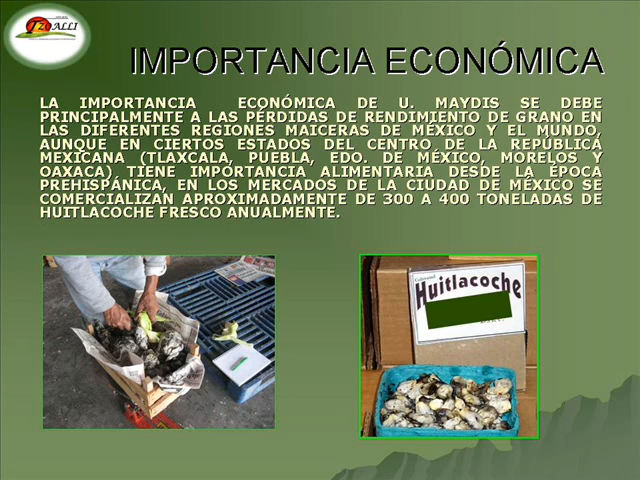 ALLI
IMPORTANCIA ECONÓMICA
LA IMPORTANCIA ECONÓMICA DE U. MAYDIS SE DEBE
PRINCIPALMENTE A LAS PÉRDIDAS DE RENDIMIENTO DE GRANO EN
LAS DIFERENTES REGIONES MAICERAS DE MÉXICO Y EL MUNDO,
AUNQUE EN CIERTOS ESTADOS DEL CENTRO DE LA REPÚBLICA
MEXICANA (TLAXCALA, PUEBLA, EDO. DE MÉXICO, MORELOS Y
OAXACA) TIENE IMPORTANCIA ALIMENTARIA DESDE LA ÉPOCA
PREHISPÁNICA, EN LOS MERCADOS DE LA CIUDAD DE MÉXICO SE
COMERCIALIZAN APROXIMADAMENTE DE 300 A 400 TONELADAS DE
HUITLACOCHE FRESCO ANUALMENTE.
Huitlacoche